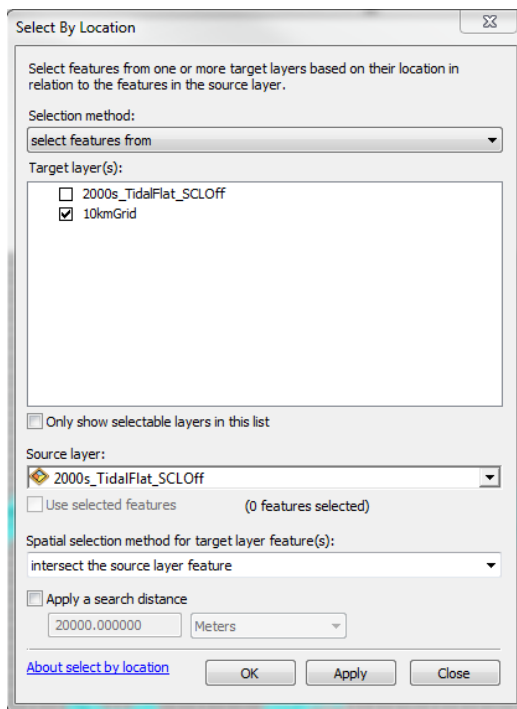 Select By Location
Select features from one or more target layers based on their location in
relation to the features in the source layer.
Selection method:
select features from
Target layer(s):
2000s_TidalFlat_SCLOff
10kmGrid
Only show selectable layers in this list
Source layer:
2000s_TidalFlat_SCLOff
Use selected features (0 features selected)
Spatial selection method for target layer feature(s):
intersect the source layer feature
Apply a search distance
20000.000000 Meters
About select by location OK Apply Close